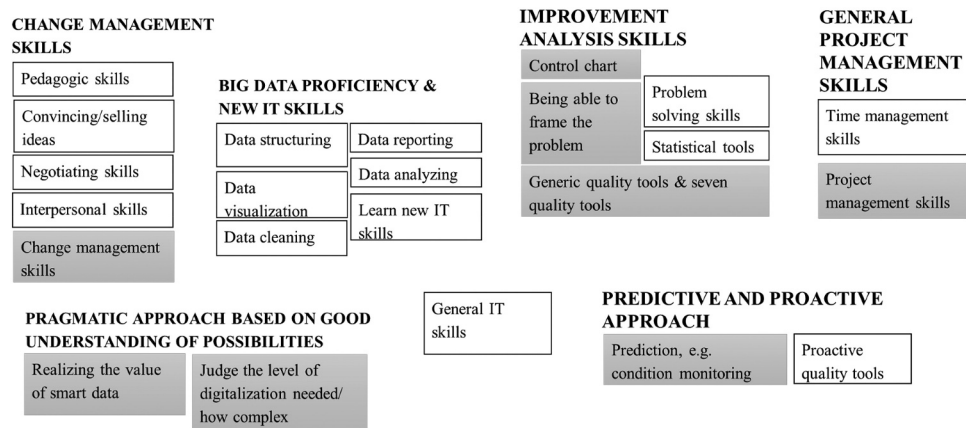 CHANGE MANAGEMENT
SKILLS
Pedagogic skills
Convincing/selling
ideas
Negotiating skills
Interpersonal skills
Change management
skills
BIG DATA PROFICIENCY &
NEW IT SKILLS
Data structuring
Data
visualization
Data cleaning
Data reporting
Data analyzing
Learn new IT
skills
IMPROVEMENT
ANALYSIS SKILLS
Control chart
Being able to
frame the
problem
Problem
solving skills
Statistical tools
Generic quality tools & seven
quality tools
GENERAL
PROJECT
MANAGEMENT
SKILLS
Time management
skills
Project
management skills
PRAGMATIC APPROACH BASED ON GOOD
UNDERSTANDING OF POSSIBILITIES
Realizing the value
of smart data
Judge the level of
digitalization needed/
how complex
General IT
skills
PREDICTIVE AND PROACTIVE
APPROACH
Prediction, e.g.
condition monitoring
Proactive
quality tools